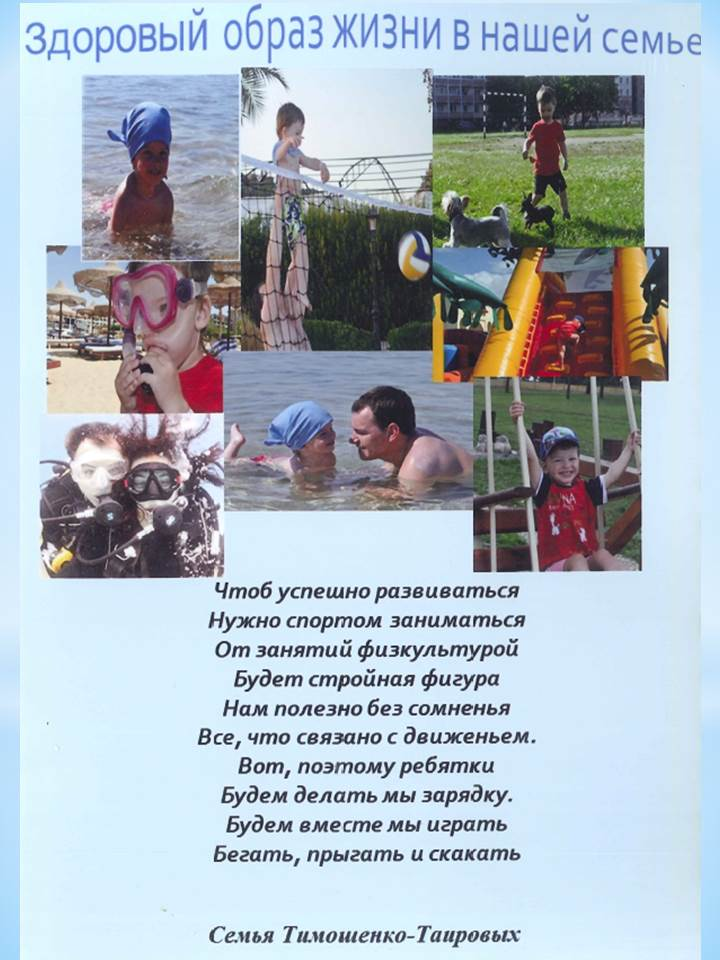 Здоровый образ жизни в нашей семье
Чтоб успешно развиваться
Нужно спортом заниматься
От занятий физкультурой
Будет стройная фигура
Нам полезно без сомненья
Все, что связано с движеньем.
Вот, поэтому ребятки
Будем делать мы зарядку.
Будем вместе мы играть
Бегать, прыгать и скакать
Семья Тимошенко-Таировых